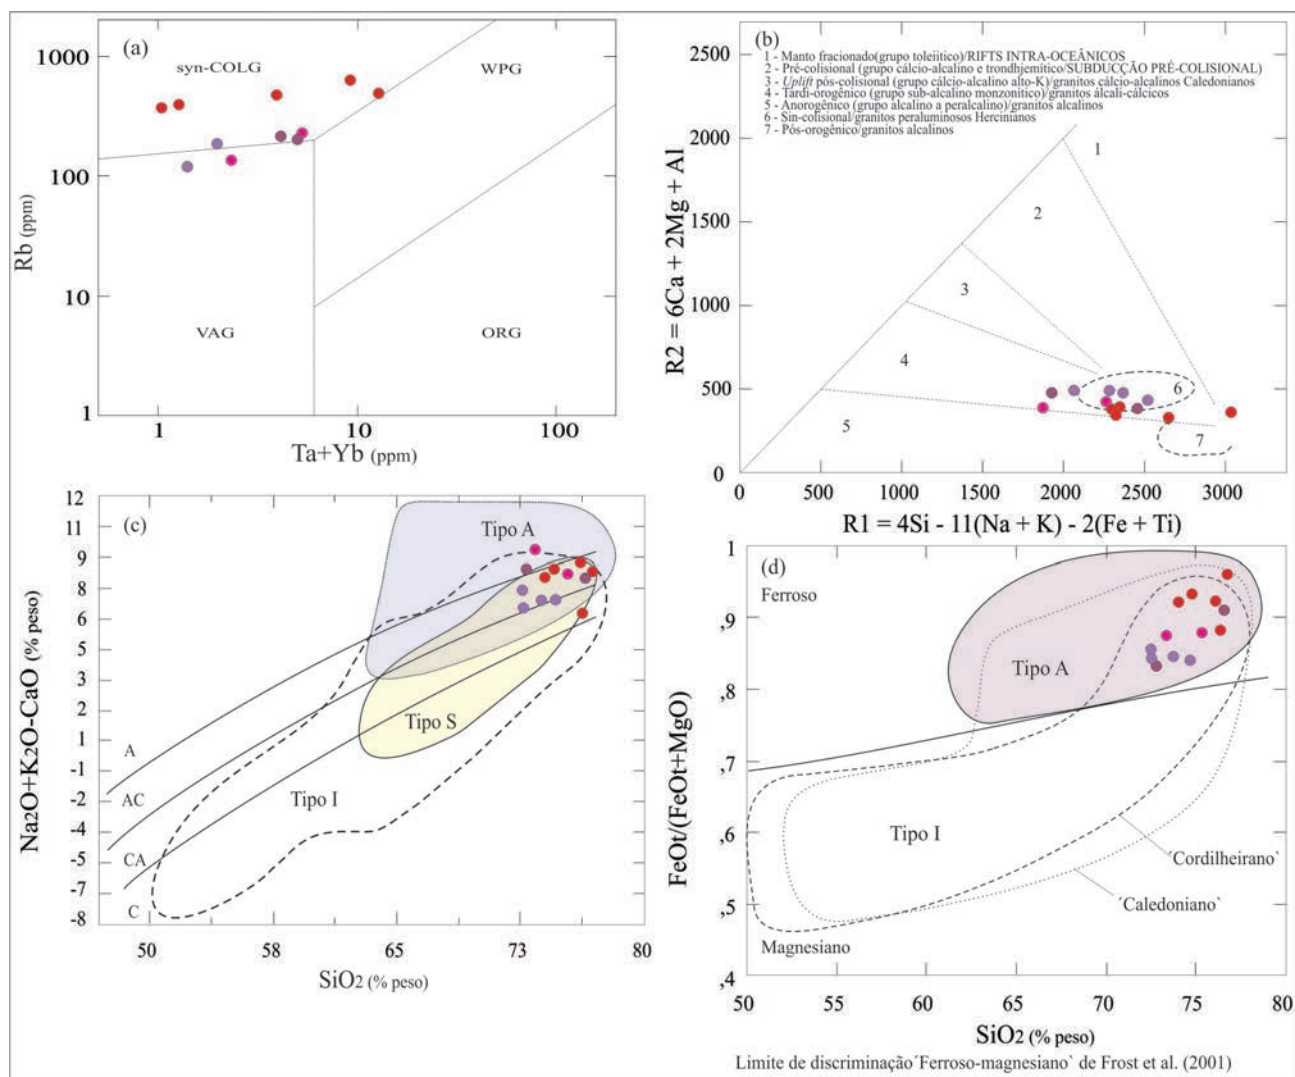 (a)
1000
100
10
1
Rb (ppm)
syn-COLG
WPG
VAG
ORG
1
10
100
Ta+Yb (ppm)
(b)
2500
2000
1500
1000
500
0
R2 = 6Ca + 2Mg + Al
1 - Manto fracionado(grupo toleiitico)/RIFTS INTRA-OCEÂNICOS
2 - Pré-colisional (grupo cálcio-alcalino e trondhjemítico/SUBDUCÇÃO PRÉ-COLISIONAL)
3 - Uplift pós-colisional (grupo cálcio-alcalino alto-K)/granitos cálcio-alcalinos Caledonianos
4 - Tardi-orogênico (grupo sub-alcalino monzonítico)/granitos álcali-cálcicos
5 - Anorogênico (grupo alcalino a peralcalino)/granitos alcalinos
6 - Sin-colisional/granitos peraluminosos Hercinianos
7 - Pós-orogênico/granitos alcalinos
1
2
3
4
5
6
7
0
500
1000
1500
2000
2500
3000
R1 = 4Si - 11(Na + K) - 2(Fe + Ti)
(c)
12
11
9
8
6
5
3
2
1
-1
-2
-4
-5
-7
-8
Na2O+K2O-CaO (% peso)
Tipo A
Tipo S
Tipo I
A
AC
CA
C
50
65
73
80
SiO2 (% peso)
(d)
1
,9
,8
,7
,6
,5
,4
FeOt/(FeOt+MgO)
Ferroso
Tipo A
Tipo I
´Cordilheirano`
´Caledoniano`
Magnesiano
50
55
60
65
70
75
80
SiO2 (% peso)
Limite de discriminação´Ferroso-magnesiano` de Frost et al. (2001)